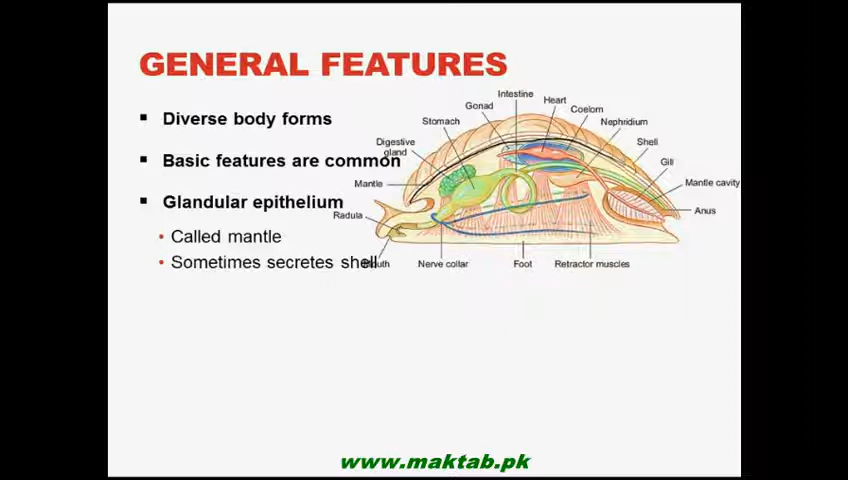 GENERAL FEATURES
Diverse body forms
Basic features are common
Glandular epithelium
Called mantle
Sometimes secretes shell
Intestine
Gonad
Heart
Coelom
Stomach
Nephridium
Digestive
gland
Shell
Gill
Mantle
Mantle cavity
Radula
Anus
Mouth
Nerve collar
Foot
Retractor muscles
www.maktab.pk